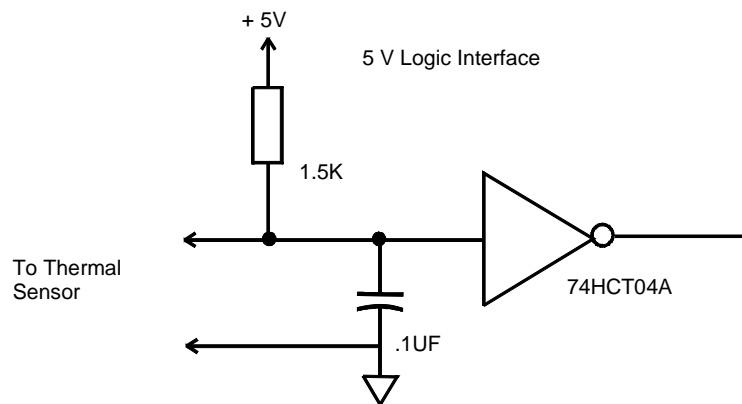 + 5V
5 V Logic Interface
1.5K
To Thermal
Sensor
74HCT04A
.1UF